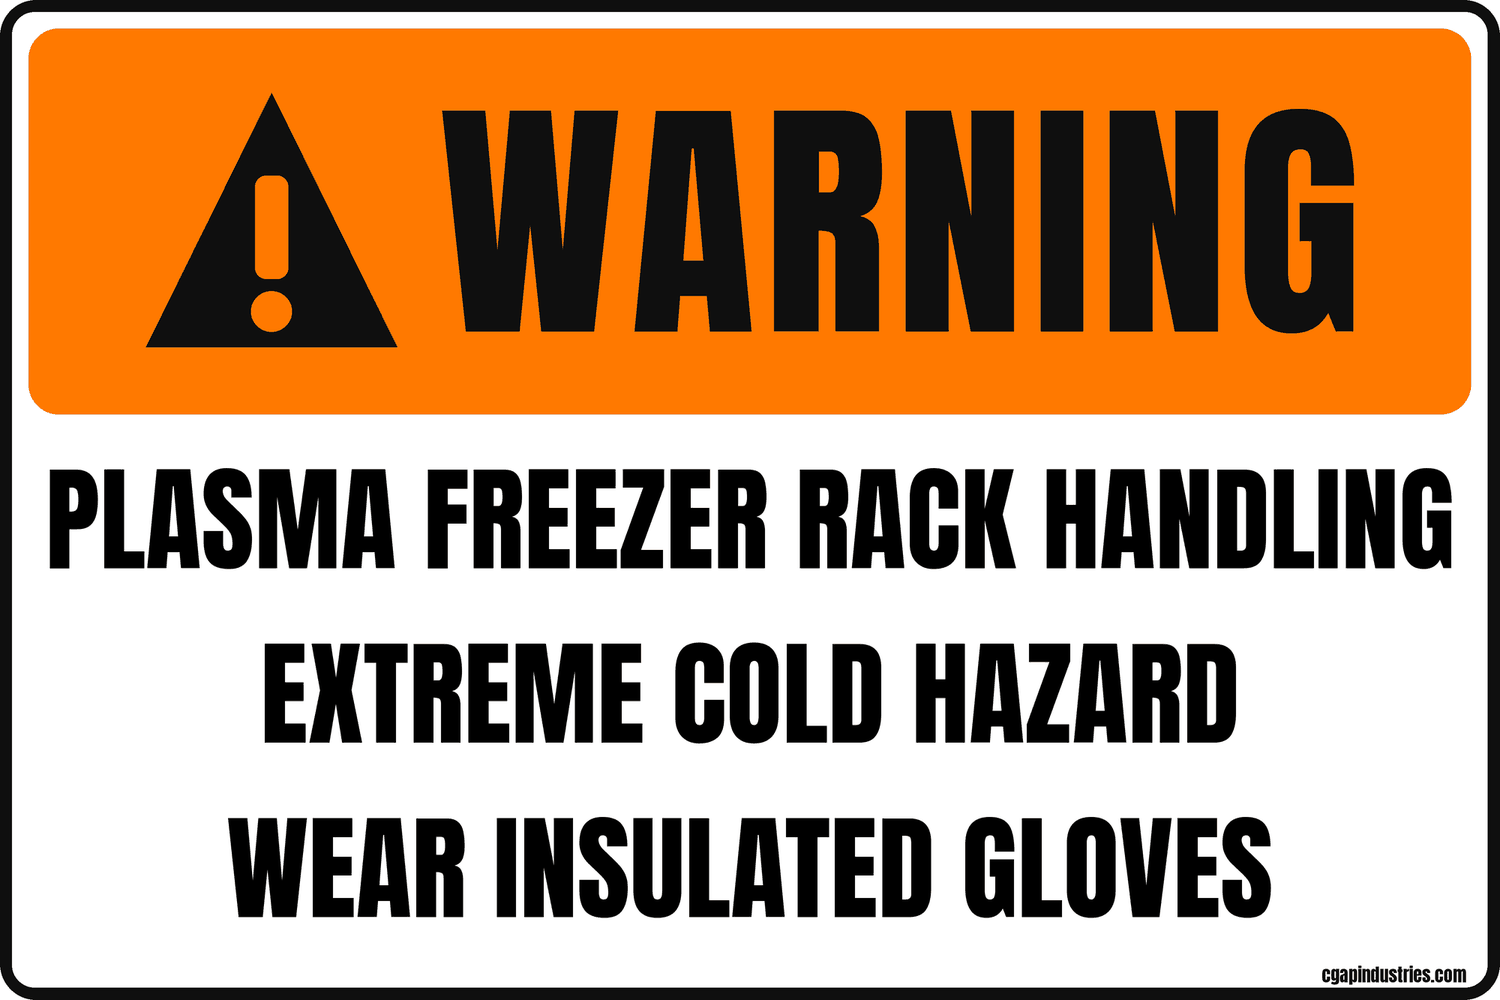 WARNING
PLASMA FREEZER RACK HANDLING
EXTREME COLD HAZARD
WEAR INSULATED GLOVES
cgapindustries.com